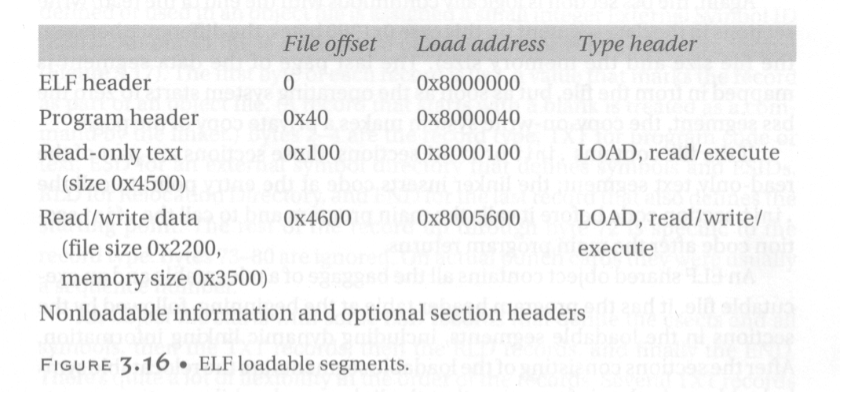 File offset Load address Type header
ELF header 0 0x8000000
Program header 0x40 0x8000040
Read-only text 0x100 0x8000100 LOAD, read/execute
(size 0x4500)
Read/write data 0x4600 0x8005600 LOAD, read/write/
(file size 0x2200, execute
memory size 0x3500)
Nonloadable information and optional section headers
FIGURE 3.16 • ELF loadable segments.